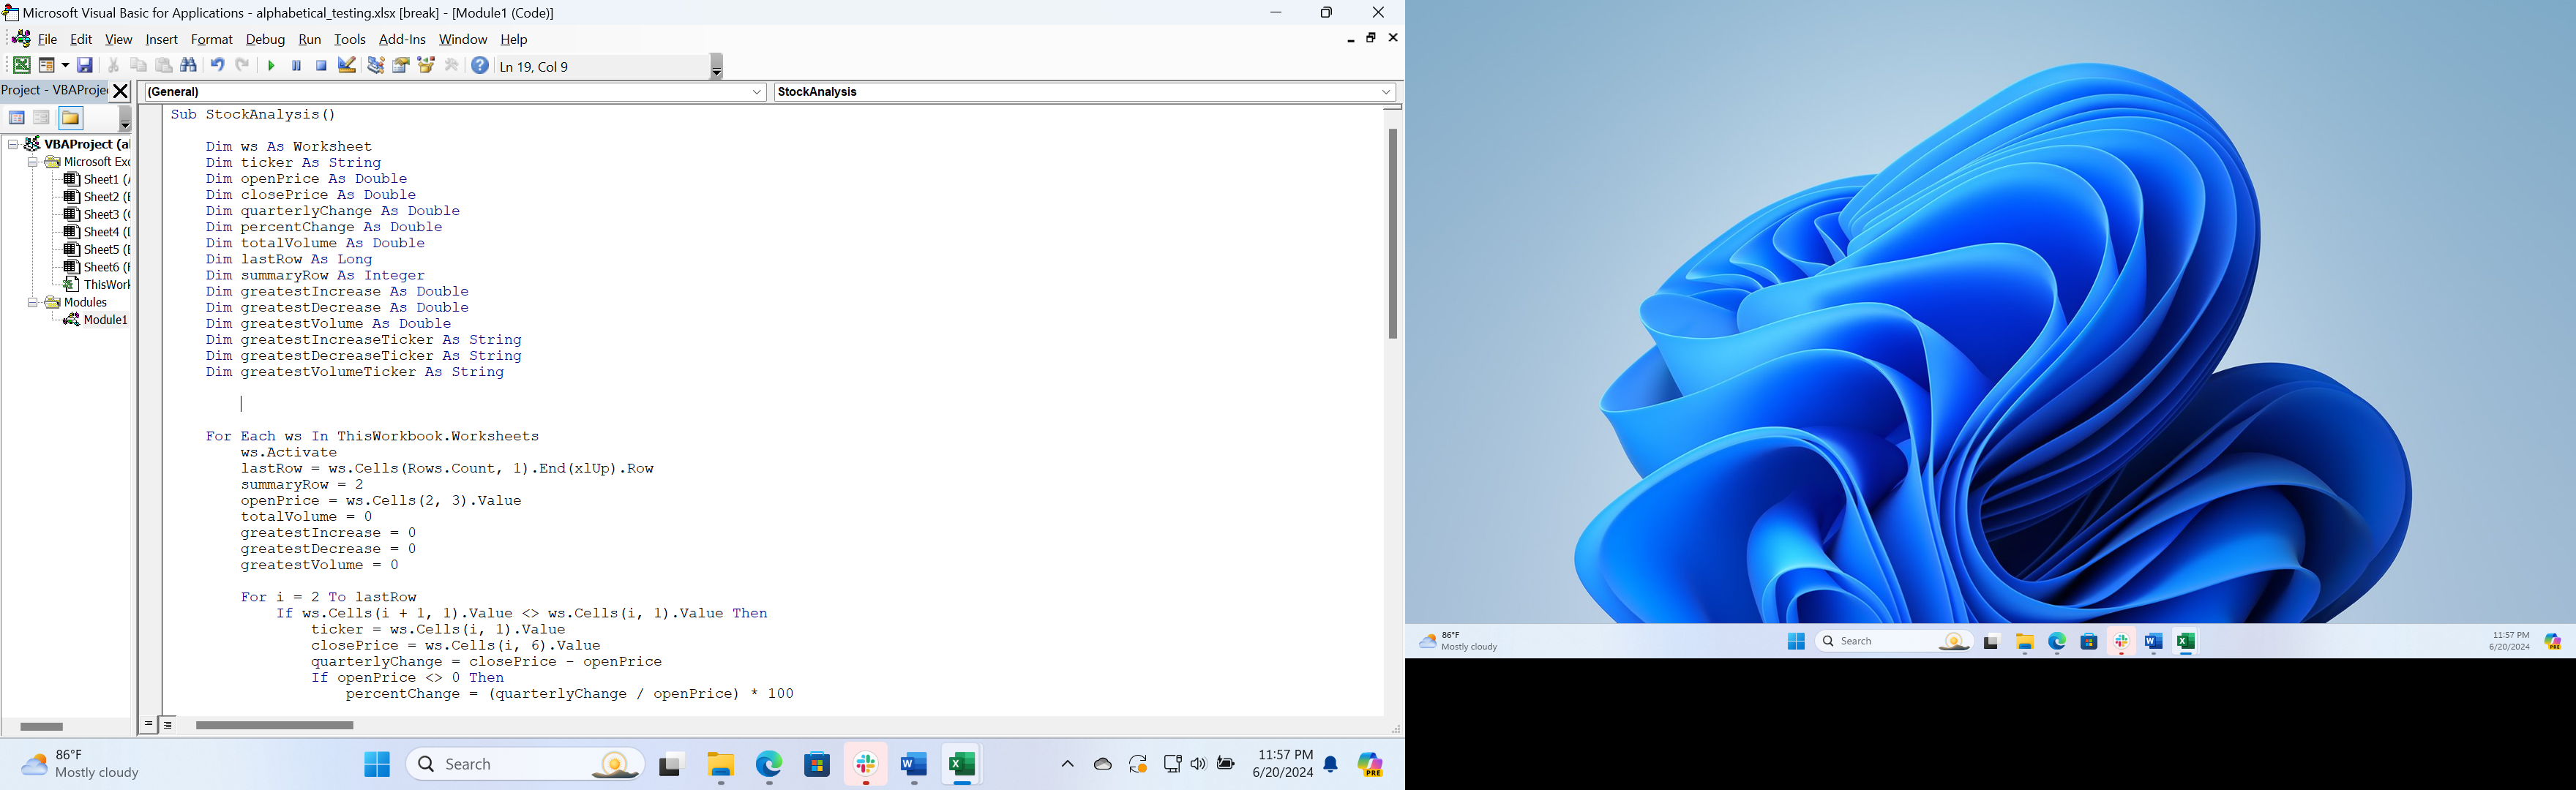 Microsoft Visual Basic for Applications - alphabetical_testing.xlsx [break] - [Module1 (Code)]
File Edit View Insert Format Debug Run Tools Add-Ins Window Help
Ln 19, Col 9
Project - VBAProje
(General) StockAnalysis
VBAProject (a
Microsoft Exc
Sheet1 (
Sheet2 (
Sheet3 (
Sheet4 (
Sheet5 (
Sheet6 (
ThisWork
Modules
Module1
Sub StockAnalysis()
Dim ws As Worksheet
Dim ticker As String
Dim openPrice As Double
Dim closePrice As Double
Dim quarterlyChange As Double
Dim percentChange As Double
Dim totalVolume As Double
Dim lastRow As Long
Dim summaryRow As Integer
Dim greatestIncrease As Double
Dim greatestDecrease As Double
Dim greatestVolume As Double
Dim greatestIncreaseTicker As String
Dim greatestDecreaseTicker As String
Dim greatestVolumeTicker As String
For Each ws In ThisWorkbook.Worksheets
ws.Activate
lastRow = ws.Cells(Rows.Count, 1).End(xlUp).Row
summaryRow = 2
openPrice = ws.Cells(2, 3).Value
totalVolume = 0
greatestIncrease = 0
greatestDecrease = 0
greatestVolume = 0
For i = 2 To lastRow
If ws.Cells(i + 1, 1).Value <> ws.Cells(i, 1).Value Then
ticker = ws.Cells(i, 1).Value
closePrice = ws.Cells(i, 6).Value
quarterlyChange = closePrice - openPrice
If openPrice <> 0 Then
percentChange = (quarterlyChange / openPrice) * 100
86°F
Mostly cloudy
Search
11:57 PM
6/20/2024
PRE
86°F
Mostly cloudy
Search
11:57 PM
6/20/2024
PRE